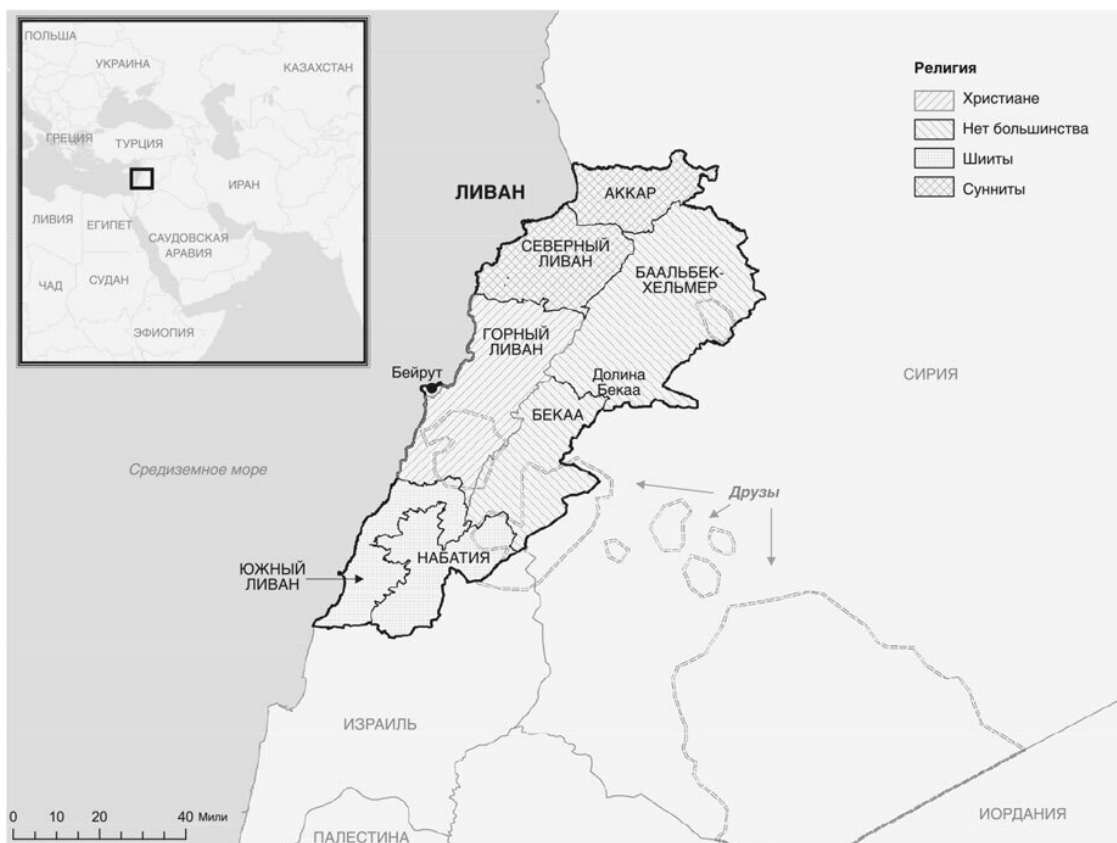 ПОЛЬША
УКРАИНА
КАЗАХСТАН
ГРЕЦИЯ
ТУРЦИЯ
ИРАН
ЛИВИЯ
ЕГИПЕТ
САУДОВСКАЯ
АРАВИЯ
ЧАД
СУДАН
ЭФИОПИЯ
Религия
Христиане
Нет большинства
Шииты
Сунниты
ЛИВАН
АККАР
СЕВЕРНЫЙ
ЛИВАН
БААЛЬБЕК-
ХЕЛЬМЕР
ГОРНЫЙ
ЛИВАН
Бейрут
Долина
Бекаа
БЕКАА
СИРИЯ
Средиземное море
Друзы
НАБАТИЯ
ЮЖНЫЙ
ЛИВАН
ИЗРАИЛЬ
ИОРДАНИЯ
ПАЛЕСТИНА
0 10 20 40 Мили